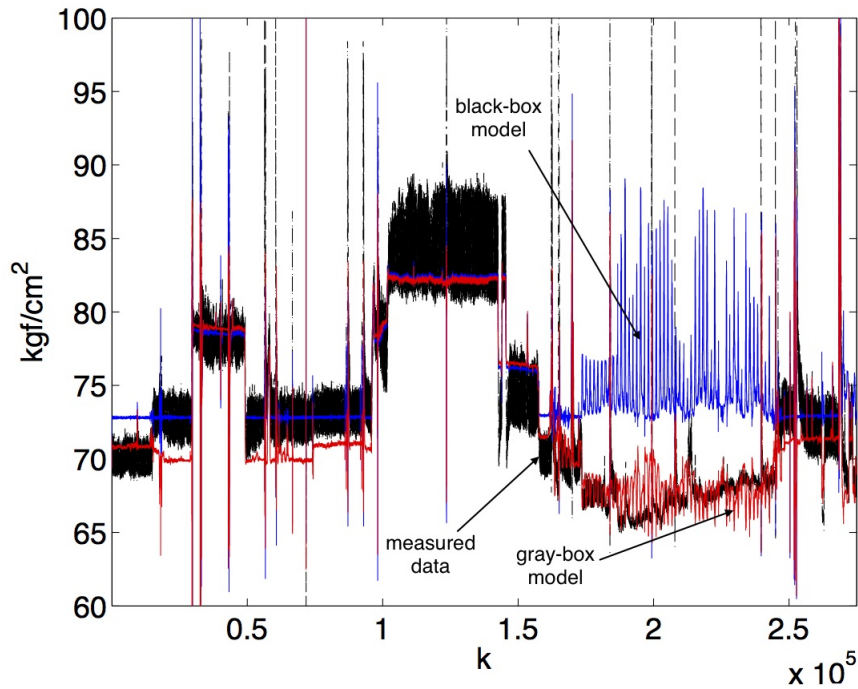 100
95
90
85
80
75
70
65
60
kgf/cm²
black-box
model
measured
data
gray-box
model
0.5
1
1.5
2
2.5
k
x 10⁵